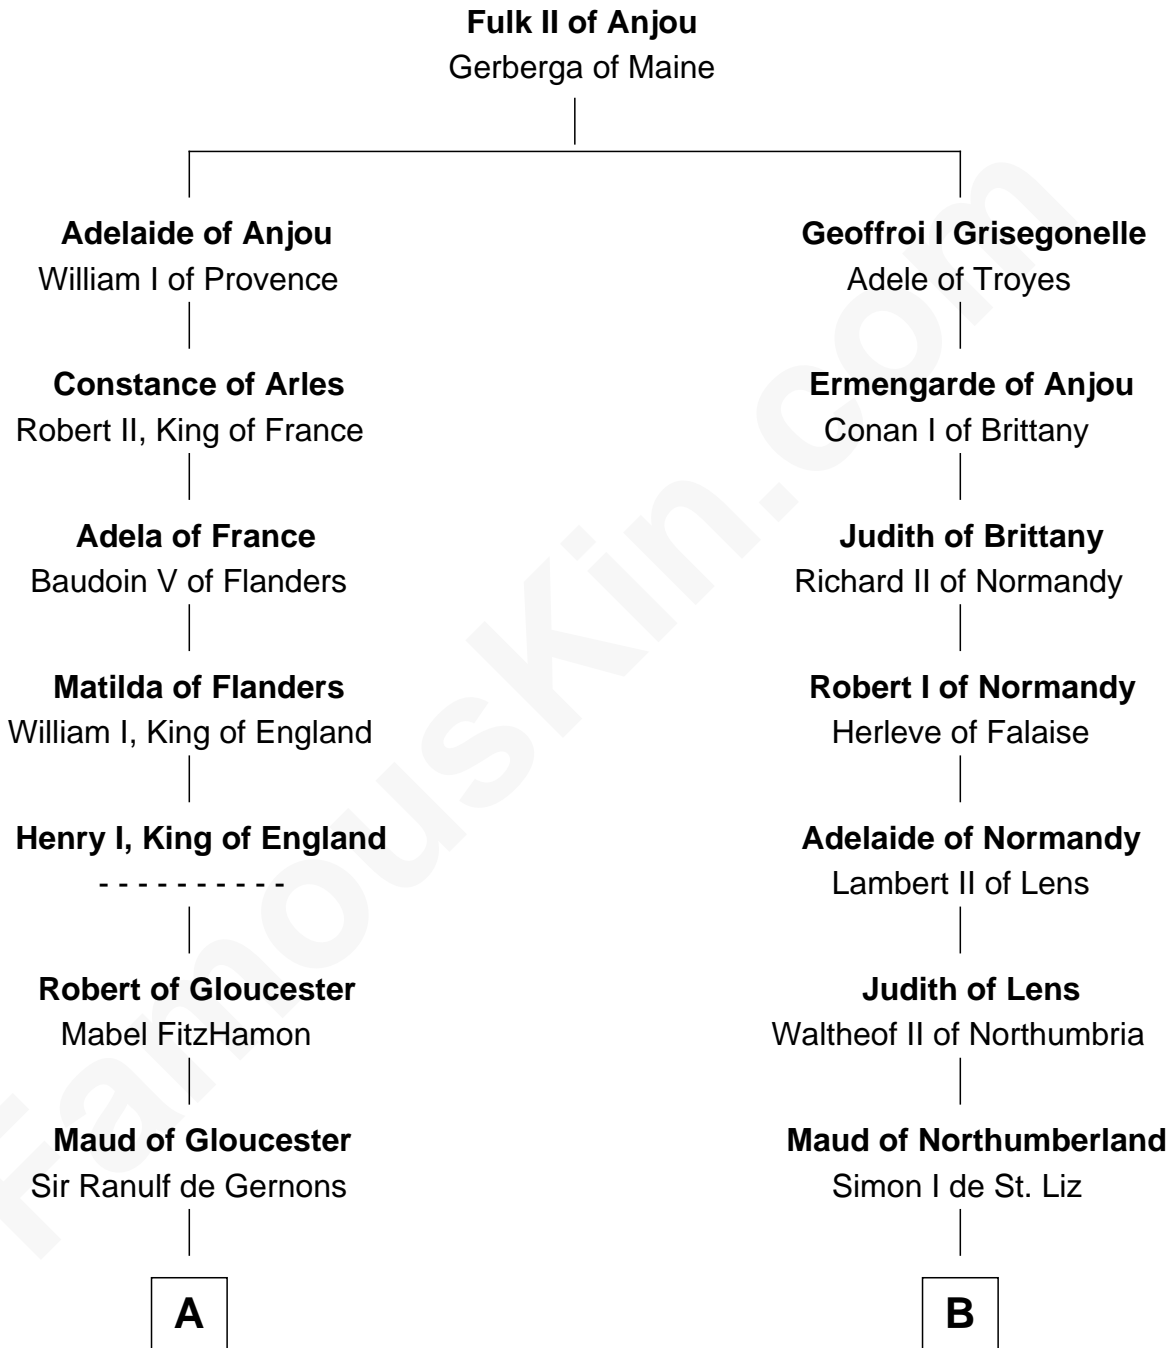 Fulk II of Anjou
Gerberga of Maine
Adelaide of Anjou
William I of Provence
Geoffroi I Grisegonelle
Adele of Troyes
Constance of Arles
Robert II, King of France
Ermengarde of Anjou
Conan I of Brittany
Adela of France
Baudoin V of Flanders
Judith of Brittany
Richard II of Normandy
Matilda of Flanders
William I, King of England
Robert I of Normandy
Herleve of Falaise
Henry I, King of England
- - - - - - - - - -
Adelaide of Normandy
Lambert II of Lens
Robert of Gloucester
Mabel FitzHamon
Judith of Lens
Waltheof II of Northumbria
Maud of Gloucester
Sir Ranulf de Gernons
Maud of Northumberland
Simon I de St. Liz
A
B
FamousKin.com